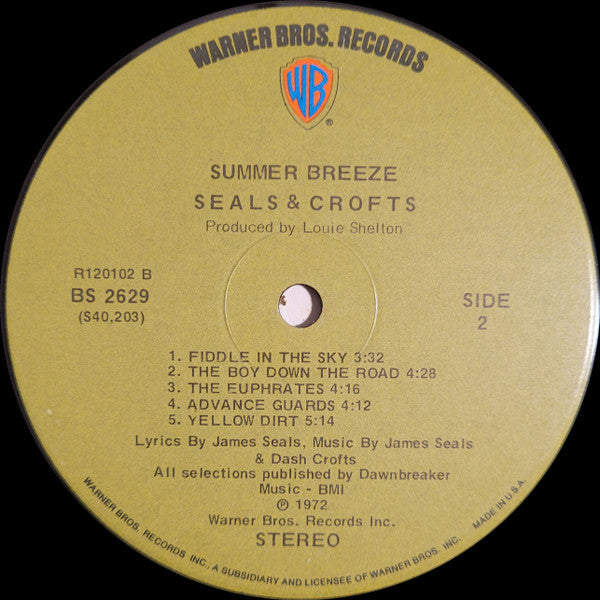 WARNER BROS. RECORDS
WB
®
SUMMER BREEZE
SEALS & CROFTS
Produced by Louie Shelton
R120102 B
BS 2629
(S40,203)
SIDE
2
1. FIDDLE IN THE SKY 3:32
2. THE BOY DOWN THE ROAD 4:28
3. THE EUPHRATES 4:16
4. ADVANCE GUARDS 4:12
5. YELLOW DIRT 5:14
Lyrics By James Seals, Music By James Seals
& Dash Crofts
All selections published by Dawnbreaker
Music - BMI
℗ 1972
Warner Bros. Records Inc.
STEREO
WARNER BROS. RECORDS INC., A SUBSIDIARY AND LICENSEE OF WARNER BROS. INC. MADE IN U.S.A.